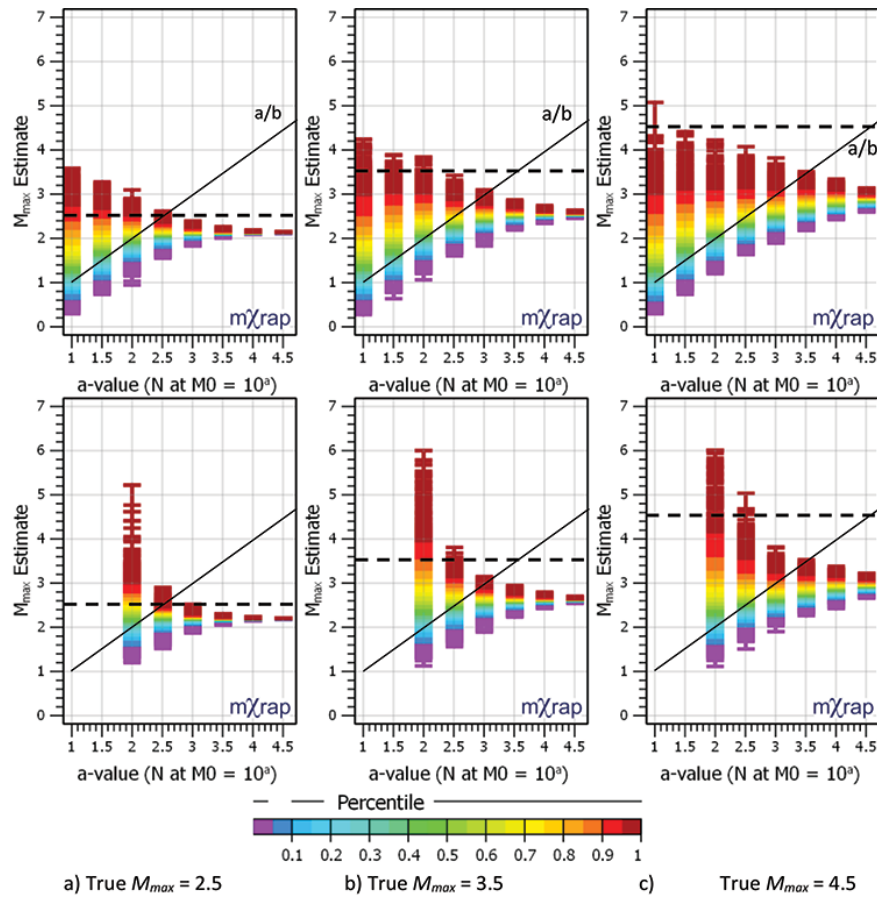 7
6
5
4
3
2
1
0
M_max Estimate
a/b
mχrap
1 1.5 2 2.5 3 3.5 4 4.5
a-value (N at M0 = 10ᵃ)
7
6
5
4
3
2
1
0
M_max Estimate
a/b
mχrap
1 1.5 2 2.5 3 3.5 4 4.5
a-value (N at M0 = 10ᵃ)
7
6
5
4
3
2
1
0
M_max Estimate
a/b
mχrap
1 1.5 2 2.5 3 3.5 4 4.5
a-value (N at M0 = 10ᵃ)
7
6
5
4
3
2
1
0
M_max Estimate
mχrap
1 1.5 2 2.5 3 3.5 4 4.5
a-value (N at M0 = 10ᵃ)
7
6
5
4
3
2
1
0
M_max Estimate
mχrap
1 1.5 2 2.5 3 3.5 4 4.5
a-value (N at M0 = 10ᵃ)
7
6
5
4
3
2
1
0
M_max Estimate
mχrap
1 1.5 2 2.5 3 3.5 4 4.5
a-value (N at M0 = 10ᵃ)
Percentile
0.1 0.2 0.3 0.4 0.5 0.6 0.7 0.8 0.9 1
a) True M_max = 2.5 b) True M_max = 3.5 c) True M_max = 4.5